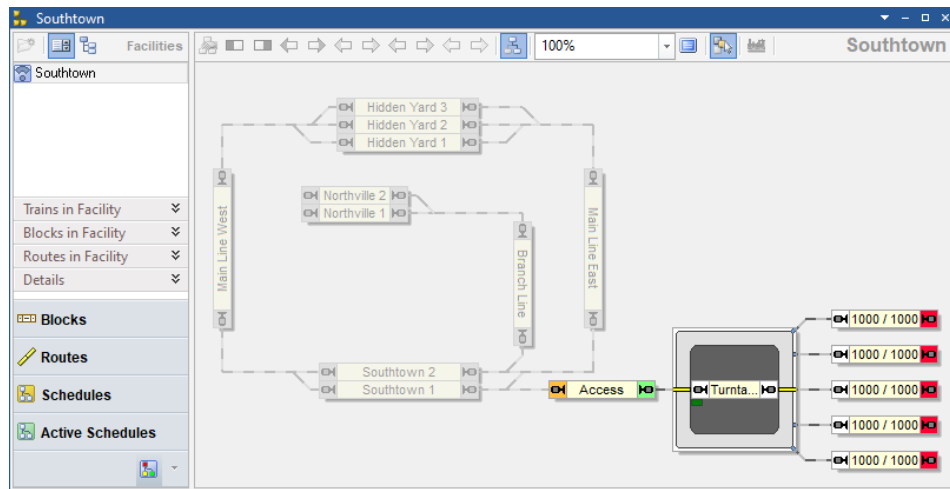 Southtown
Facilities
100%
Southtown
Southtown
Trains in Facility
Blocks in Facility
Routes in Facility
Details
Blocks
Routes
Schedules
Active Schedules
Hidden Yard 3
Hidden Yard 2
Hidden Yard 1
Main Line West
Northville 2
Northville 1
Branch Line
Main Line East
Southtown 2
Southtown 1
Access
Turnta...
1000 / 1000
1000 / 1000
1000 / 1000
1000 / 1000
1000 / 1000